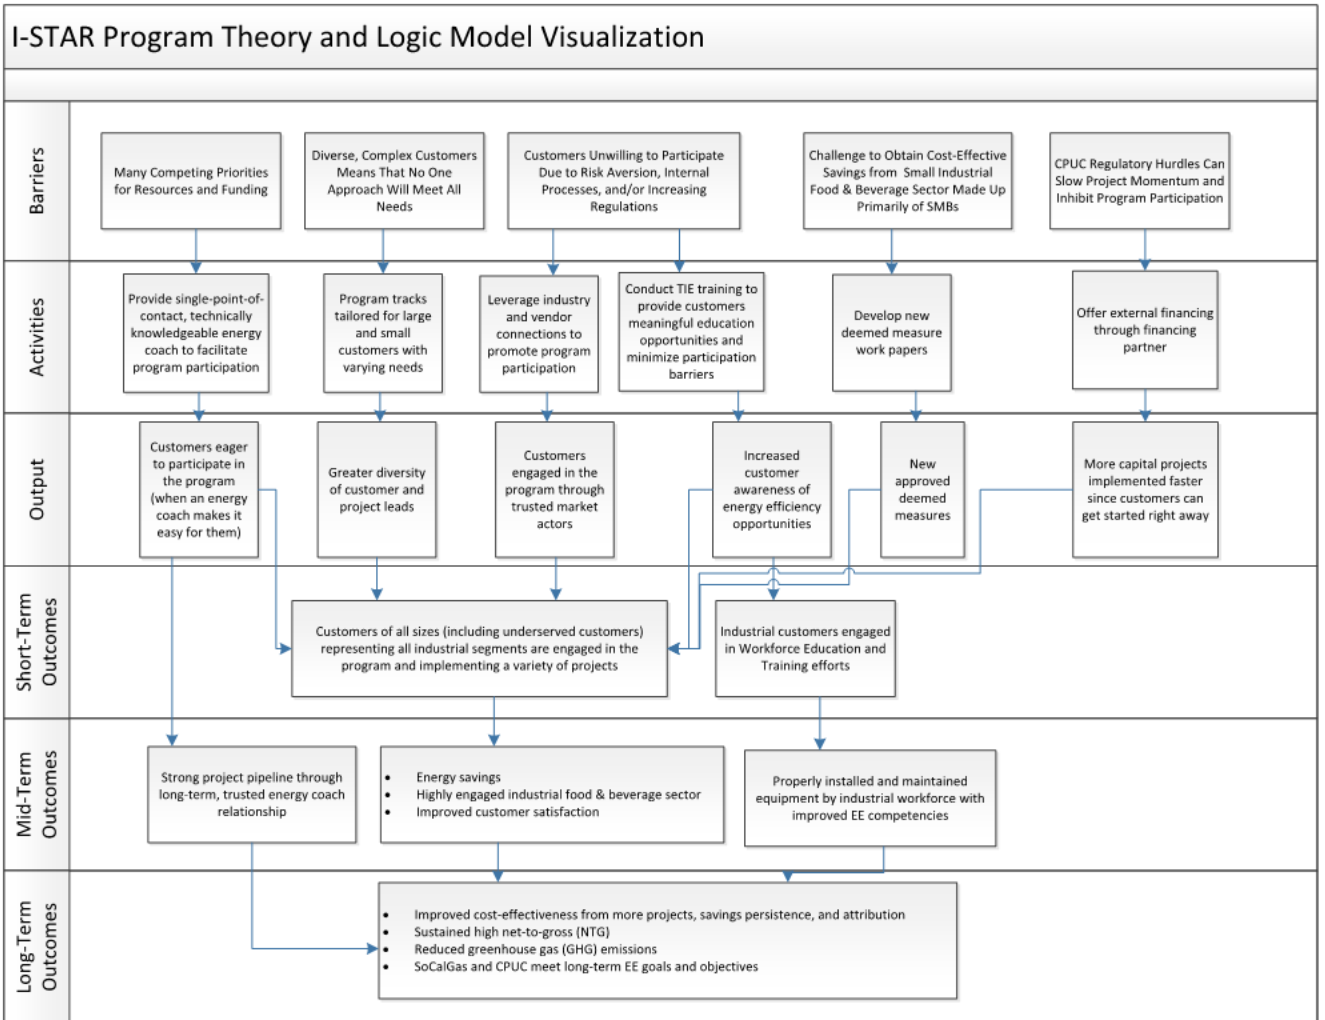 I-STAR Program Theory and Logic Model Visualization
Barriers
Many Competing Priorities
for Resources and Funding
Diverse, Complex Customers
Means That No One
Approach Will Meet All
Needs
Customers Unwilling to Participate
Due to Risk Aversion, Internal
Processes, and/or Increasing
Regulations
Challenge to Obtain Cost-Effective
Savings from Small Industrial
Food & Beverage Sector Made Up
Primarily of SMBs
CPUC Regulatory Hurdles Can
Slow Project Momentum and
Inhibit Program Participation
Activities
Provide single-point-of-
contact, technically
knowledgeable energy
coach to facilitate
program participation
Program tracks
tailored for large
and small
customers with
varying needs
Leverage industry
and vendor
connections to
promote program
participation
Conduct TIE training to
provide customers
meaningful education
opportunities and
minimize participation
barriers
Develop new
deemed measure
work papers
Offer external financing
through financing
partner
Output
Customers eager
to participate in
the program
(when an energy
coach makes it
easy for them)
Greater diversity
of customer and
project leads
Customers
engaged in the
program through
trusted market
actors
Increased
customer
awareness of
energy efficiency
opportunities
New
approved
deemed
measures
More capital projects
implemented faster
since customers can
get started right away
Short-Term
Outcomes
Customers of all sizes (including underserved customers)
representing all industrial segments are engaged in the
program and implementing a variety of projects
Industrial customers engaged
in Workforce Education and
Training efforts
Mid-Term
Outcomes
Strong project pipeline through
long-term, trusted energy coach
relationship
• Energy savings
• Highly engaged industrial food & beverage sector
• Improved customer satisfaction
Properly installed and maintained
equipment by industrial workforce with
improved EE competencies
Long-Term
Outcomes
• Improved cost-effectiveness from more projects, savings persistence, and attribution
• Sustained high net-to-gross (NTG)
• Reduced greenhouse gas (GHG) emissions
• SoCalGas and CPUC meet long-term EE goals and objectives